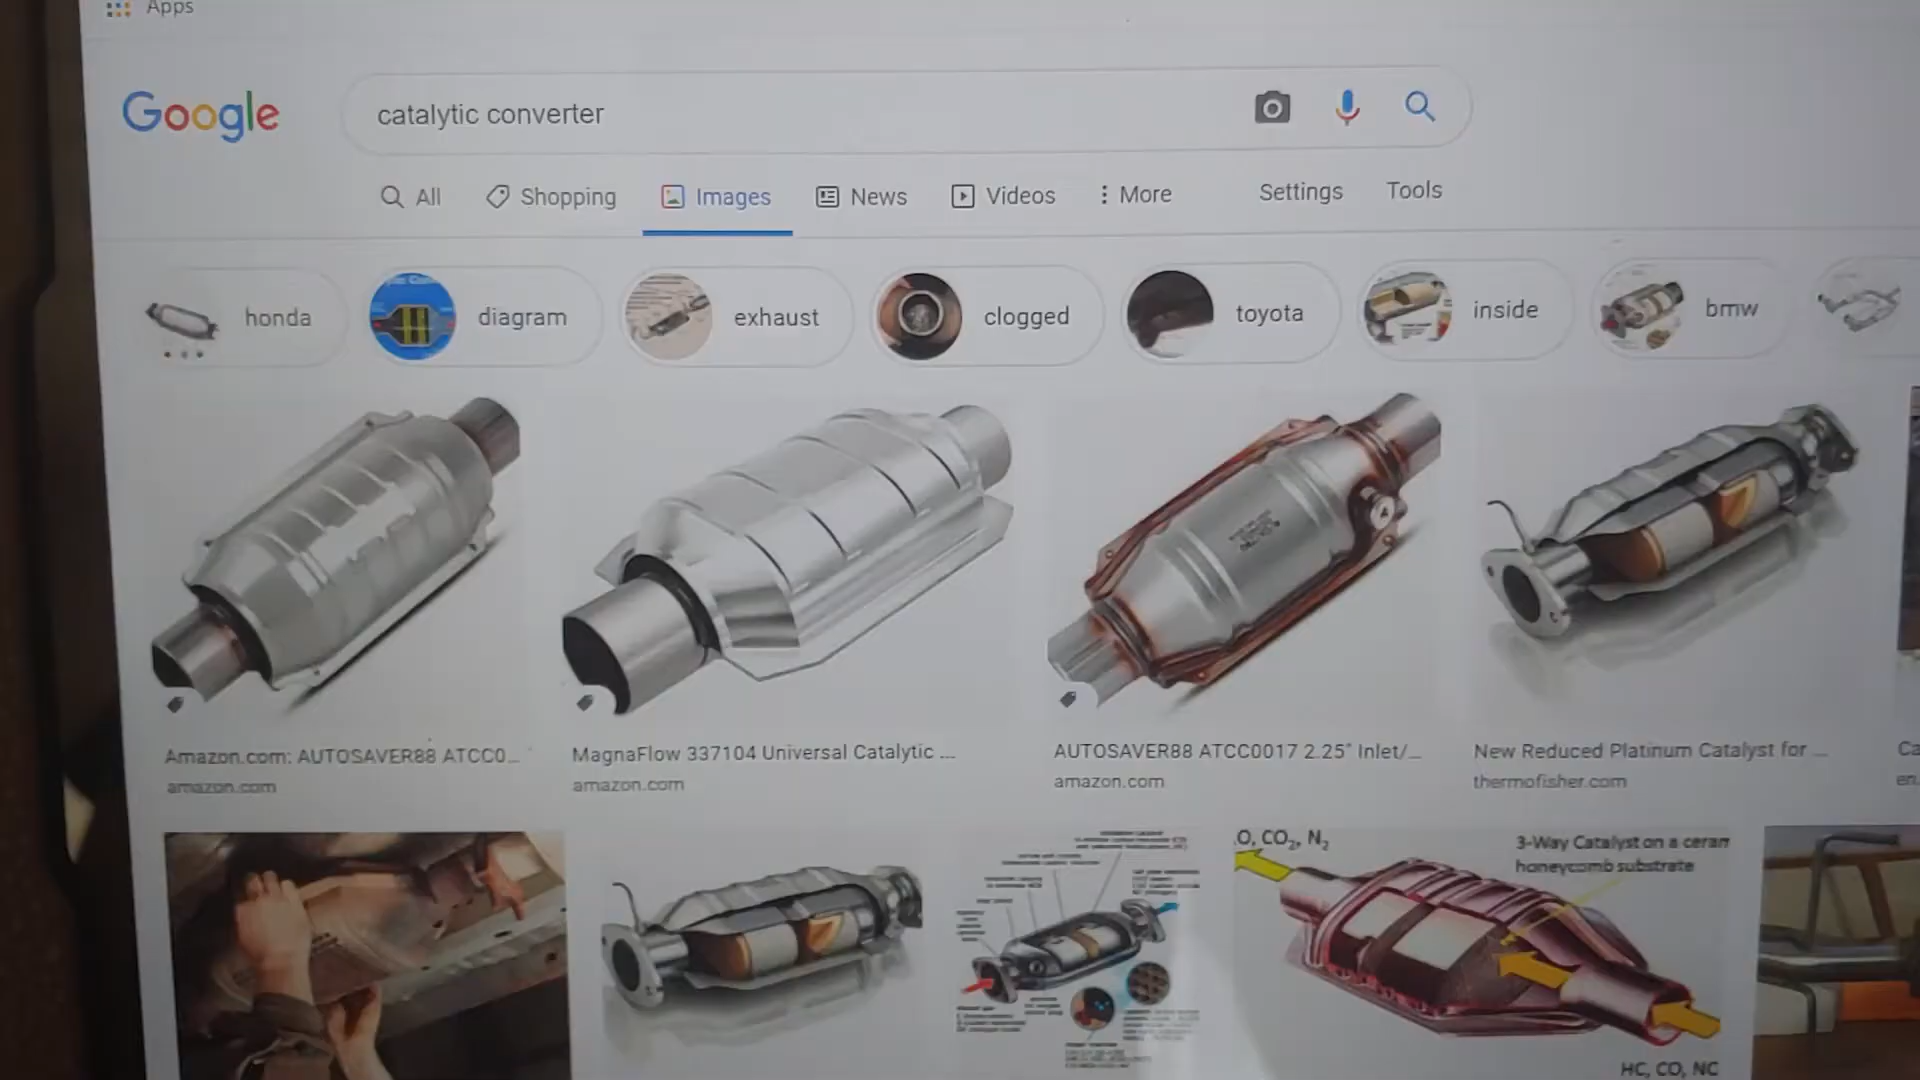 Apps
Google
catalytic converter
All
Shopping
Images
News
Videos
More
Settings
Tools
honda
diagram
exhaust
clogged
toyota
inside
bmw
Amazon.com: AUTOSAVER88 ATCC0...
amazon.com
MagnaFlow 337104 Universal Catalytic ...
amazon.com
AUTOSAVER88 ATCC0017 2.25" Inlet/...
amazon.com
New Reduced Platinum Catalyst for ...
thermofisher.com
Ca
en.
O, CO₂, N₂
3-Way Catalyst on a ceram
honeycomb substrate
HC, CO, NC